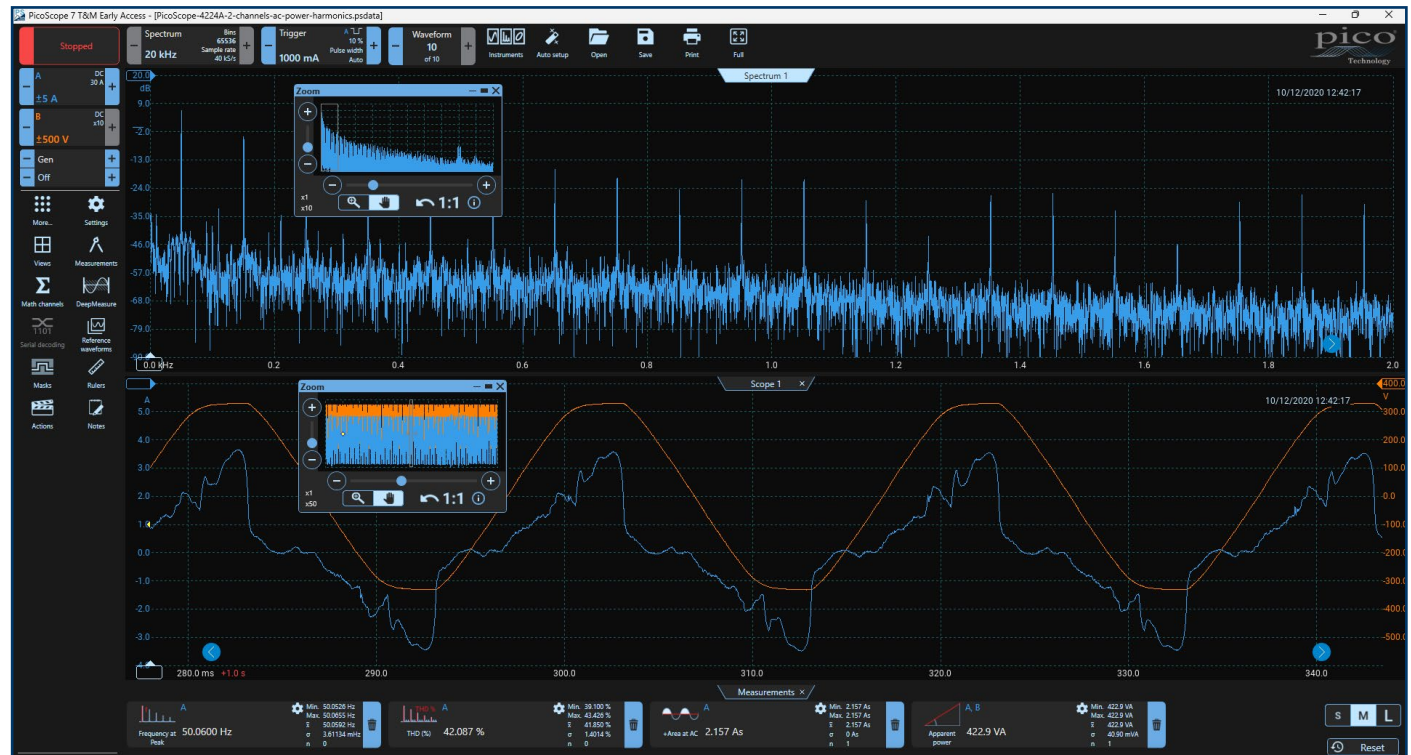 PicoScope 7 T&M Early Access - [PicoScope-4224A-2-channels-ac-power-harmonics.psdata]
Stopped
Spectrum
20 kHz
Bins
65536
Sample rate
40 kS/s
Trigger
1000 mA
A
10 %
Pulse width
Auto
Waveform
10
of 10
Instruments
Auto setup
Open
Save
Print
Full
pico
Technology
A
DC
30 A
±5 A
B
DC
x10
±500 V
Gen
Off
More...
Settings
Views
Measurements
Math channels
DeepMeasure
1101
Serial decoding
Reference
waveforms
Masks
Rulers
Actions
Notes
Spectrum 1
10/12/2020 12:42:17
20.0
dB
9.0
-2.0
-13.0
-24.0
-35.0
-46.0
-57.0
-68.0
-79.0
Zoom
x1
x10
1:1
0.0 kHz
0.2
0.4
0.6
0.8
1.0
1.2
1.4
1.6
1.8
2.0
Scope 1
10/12/2020 12:42:17
A
5.0
4.0
3.0
2.0
1.0
0.0
-1.0
-2.0
-3.0
Zoom
x1
x50
1:1
400.0
V
300.0
200.0
100.0
0.0
-100.0
-200.0
-300.0
-400.0
-500.0
280.0 ms
+1.0 s
290.0
300.0
310.0
320.0
330.0
340.0
Measurements
A
Frequency at
Peak
50.0600 Hz
Min. 50.0526 Hz
Max. 50.0655 Hz
x̄ 50.0592 Hz
σ 3.61134 mHz
n 0
THD %
A
THD (%)
42.087 %
Min. 39.100 %
Max. 43.426 %
x̄ 41.850 %
σ 1.4014 %
n 0
A
+Area at AC
2.157 As
Min. 2.157 As
Max. 2.157 As
x̄ 2.157 As
σ 0 As
n 1
A, B
Apparent
power
422.9 VA
Min. 422.9 VA
Max. 422.9 VA
x̄ 422.9 VA
σ 40.90 mVA
n 1
S
M
L
Reset